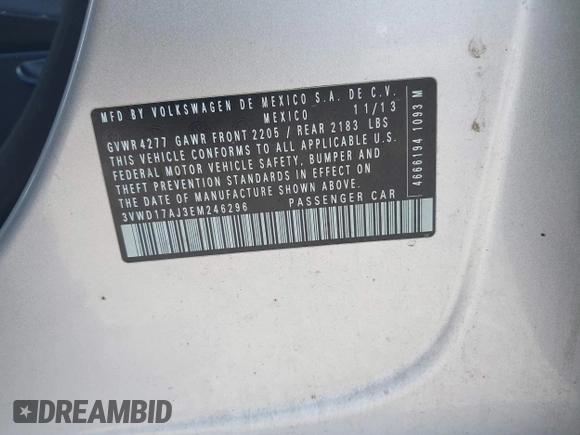 MFD BY VOLKSWAGEN DE MEXICO S.A. DE C.V.
MEXICO 11/13
GVWR 4277 GAWR FRONT 2205 / REAR 2183 LBS
THIS VEHICLE CONFORMS TO ALL APPLICABLE U.S.
FEDERAL MOTOR VEHICLE SAFETY, BUMPER AND
THEFT PREVENTION STANDARDS IN EFFECT ON
THE DATE OF MANUFACTURE SHOWN ABOVE.
3VWD17AJ3EM246296 PASSENGER CAR
4666194 1093 M
DREAMBID